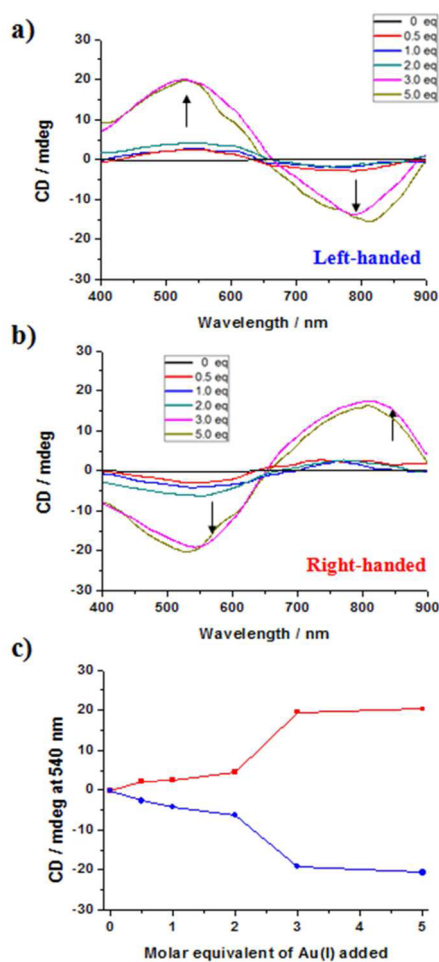 a)
30
20
10
0
-10
-20
-30
CD / mdeg
0 eq
0.5 eq
1.0 eq
2.0 eq
3.0 eq
5.0 eq
Left-handed
400 500 600 700 800 900
Wavelength / nm
b)
30
20
10
0
-10
-20
-30
CD / mdeg
0 eq
0.5 eq
1.0 eq
2.0 eq
3.0 eq
5.0 eq
Right-handed
400 500 600 700 800 900
Wavelength / nm
c)
30
20
10
0
-10
-20
-30
CD / mdeg at 540 nm
0 1 2 3 4 5
Molar equivalent of Au(I) added